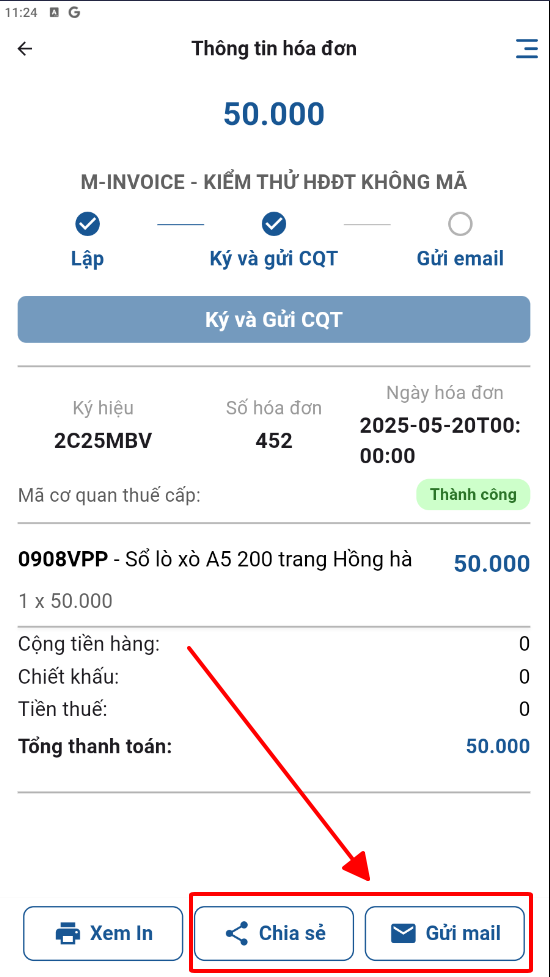 11:24 A G
Thông tin hóa đơn
50.000
M-INVOICE - KIỂM THỬ HĐĐT KHÔNG MÃ
Lập Ký và gửi CQT Gửi email
Ký và Gửi CQT
Ký hiệu Số hóa đơn Ngày hóa đơn
2C25MBV 452 2025-05-20T00:
00:00
Mã cơ quan thuế cấp: Thành công
0908VPP - Sổ lò xò A5 200 trang Hồng hà 50.000
1 x 50.000
Cộng tiền hàng: 0
Chiết khấu: 0
Tiền thuế: 0
Tổng thanh toán: 50.000
Xem In Chia sẻ Gửi mail